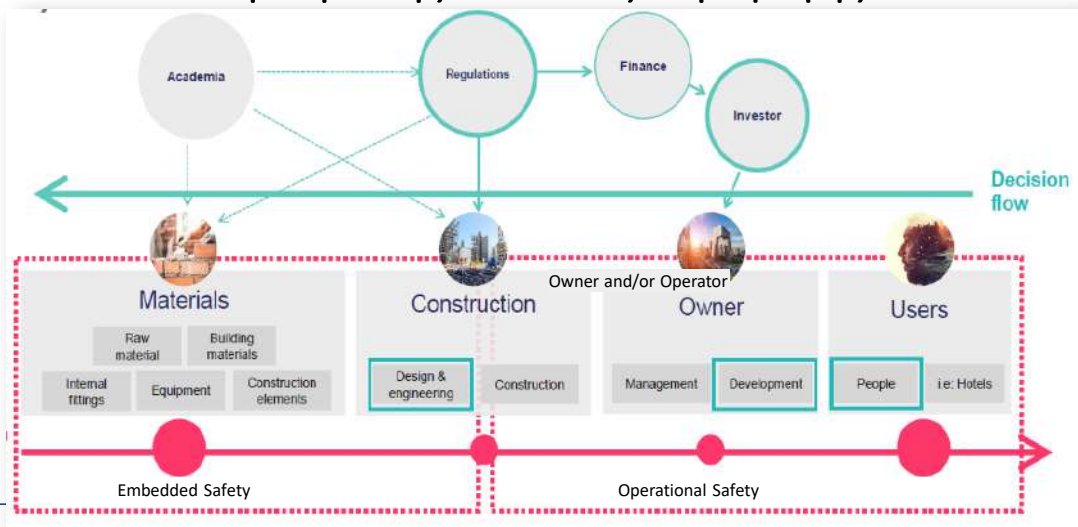 Academia
Regulations
Finance
Investor
Decision
flow
Owner and/or Operator
Materials
Construction
Owner
Users
Raw
material
Building
materials
Internal
fittings
Equipment
Construction
elements
Design &
engineering
Construction
Management
Development
People
i.e: Hotels
Embedded Safety
Operational Safety